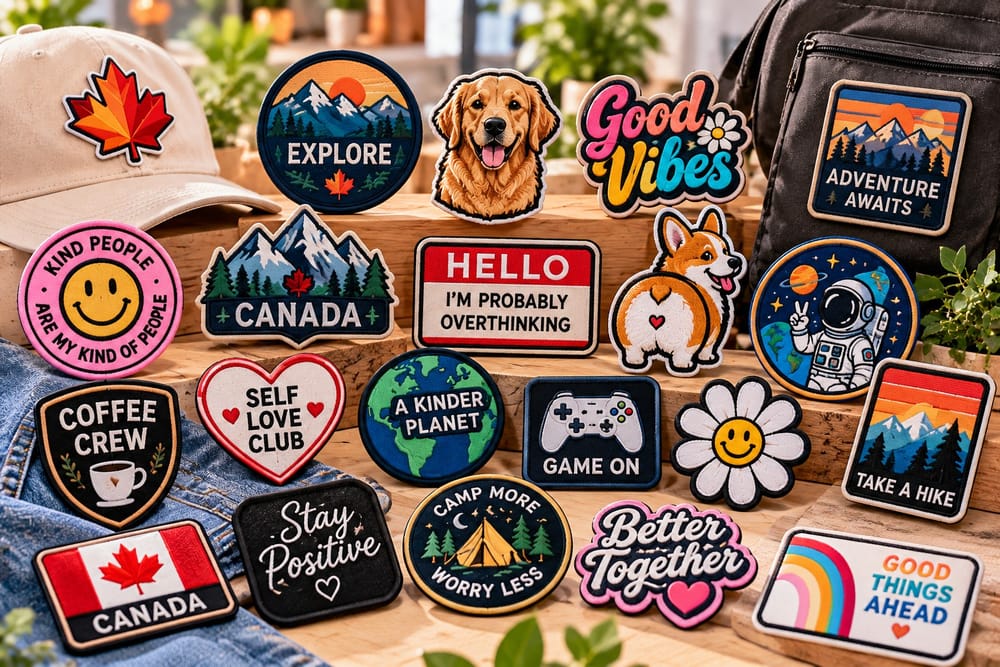 EXPLORE
Good
Vibes
ADVENTURE
AWAITS
KIND PEOPLE
ARE MY KIND OF PEOPLE
CANADA
HELLO
I'M PROBABLY
OVERTHINKING
COFFEE
CREW
SELF
LOVE
CLUB
A KINDER
PLANET
GAME ON
TAKE A HIKE
CANADA
Stay
Positive
CAMP MORE
WORRY LESS
Better
Together
GOOD
THINGS
AHEAD